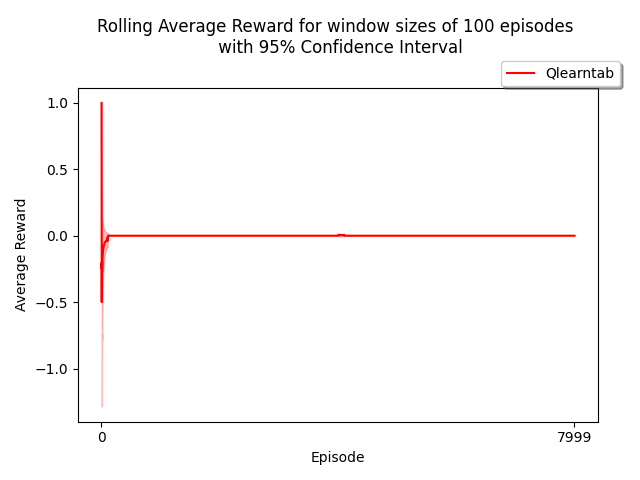 Rolling Average Reward for window sizes of 100 episodes
with 95% Confidence Interval
Qlearntab
1.0
0.5
0.0
−0.5
−1.0
Average Reward
0 7999
Episode